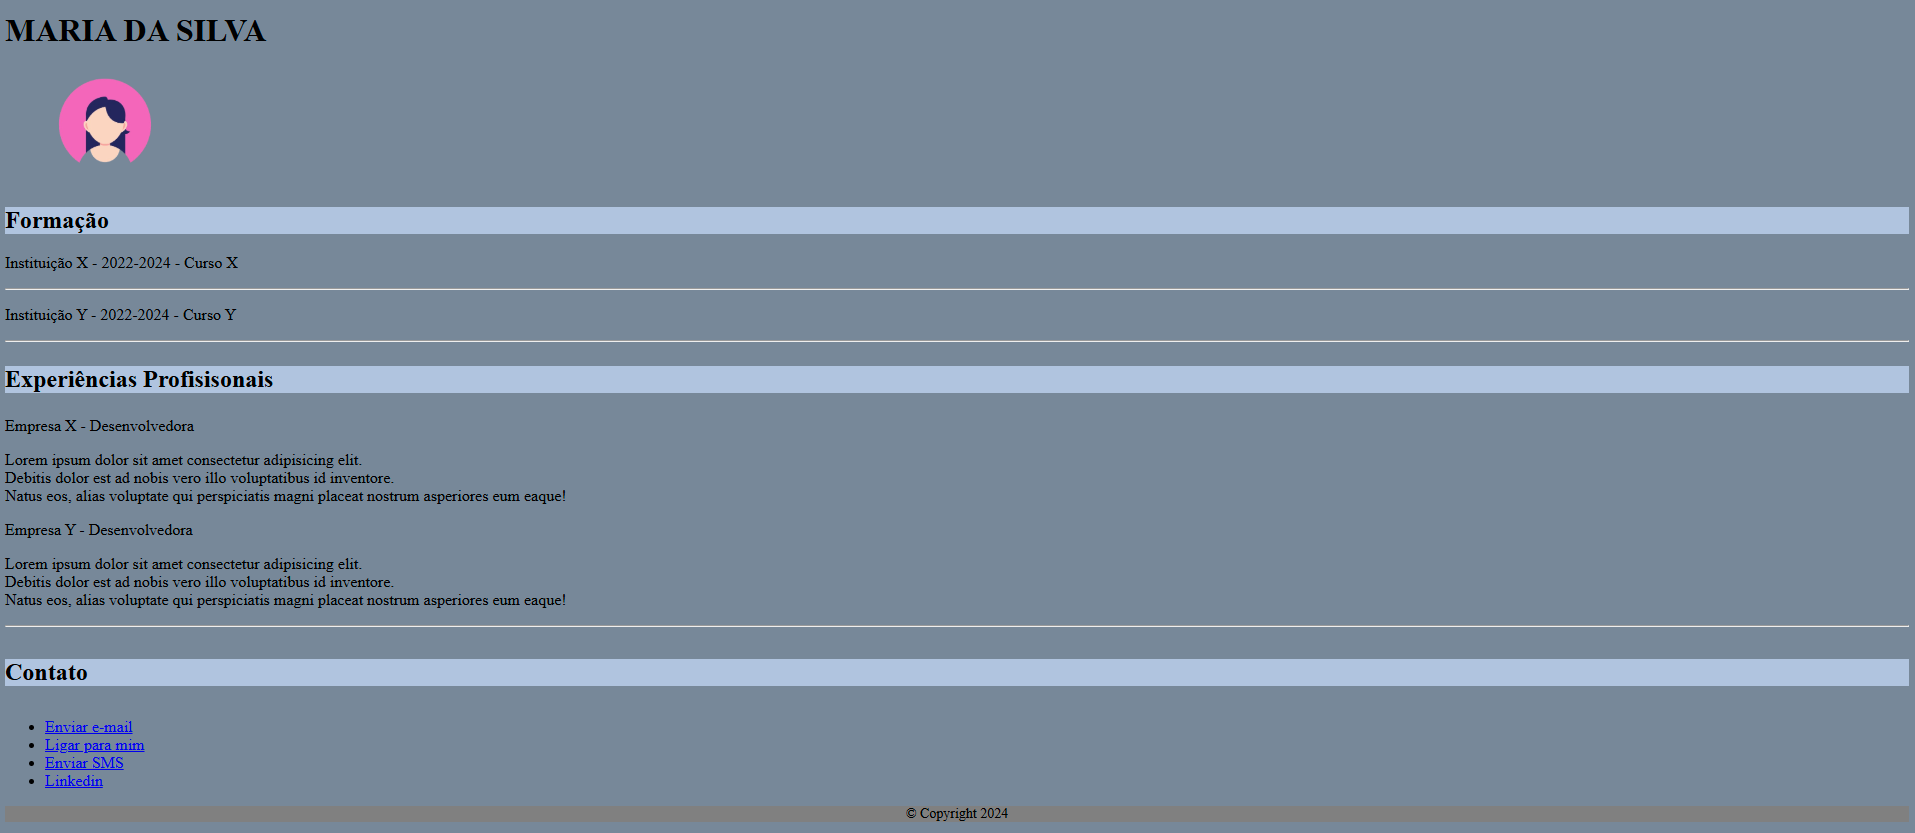 MARIA DA SILVA
Formação
Instituição X - 2022-2024 - Curso X
Instituição Y - 2022-2024 - Curso Y
Experiências Profisisonais
Empresa X - Desenvolvedora
Lorem ipsum dolor sit amet consectetur adipisicing elit.
Debitis dolor est ad nobis vero illo voluptatibus id inventore.
Natus eos, alias voluptate qui perspiciatis magni placeat nostrum asperiores eum eaque!
Empresa Y - Desenvolvedora
Lorem ipsum dolor sit amet consectetur adipisicing elit.
Debitis dolor est ad nobis vero illo voluptatibus id inventore.
Natus eos, alias voluptate qui perspiciatis magni placeat nostrum asperiores eum eaque!
Contato
• Enviar e-mail
• Ligar para mim
• Enviar SMS
• Linkedin
© Copyright 2024